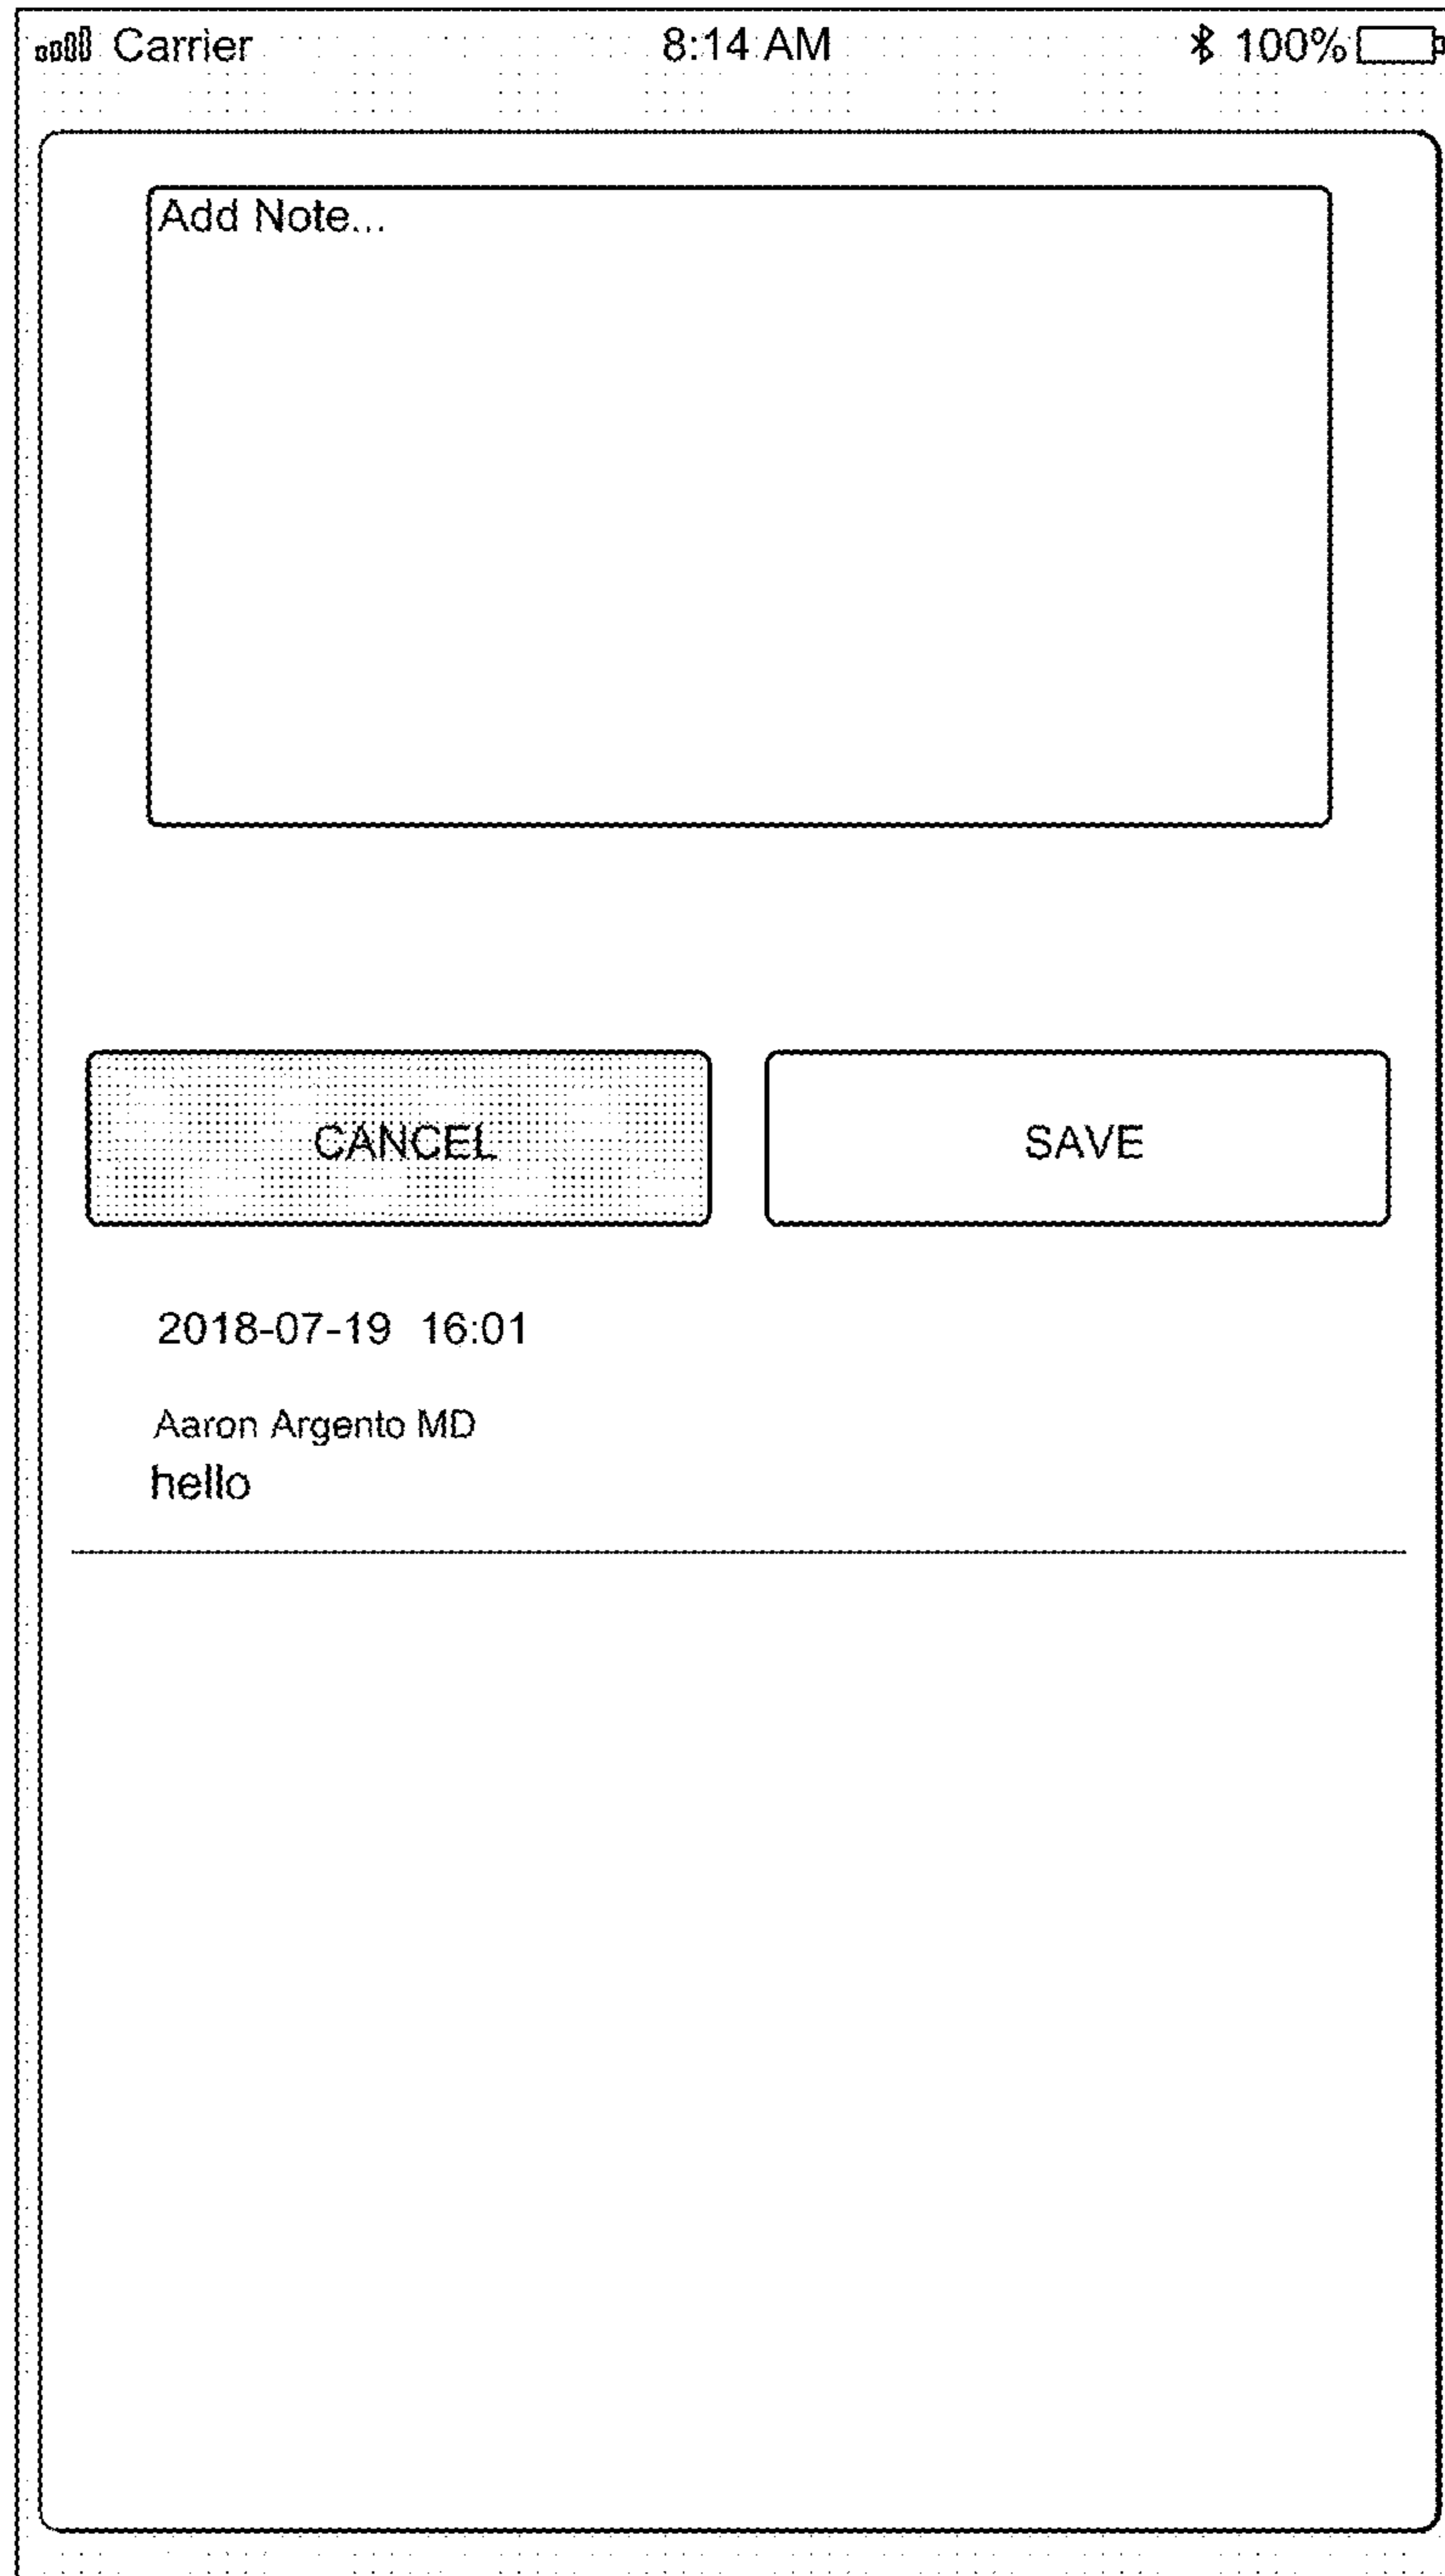 Carrier 8:14 AM 100%
Add Note...
CANCEL SAVE
2018-07-19 16:01
Aaron Argento MD
hello